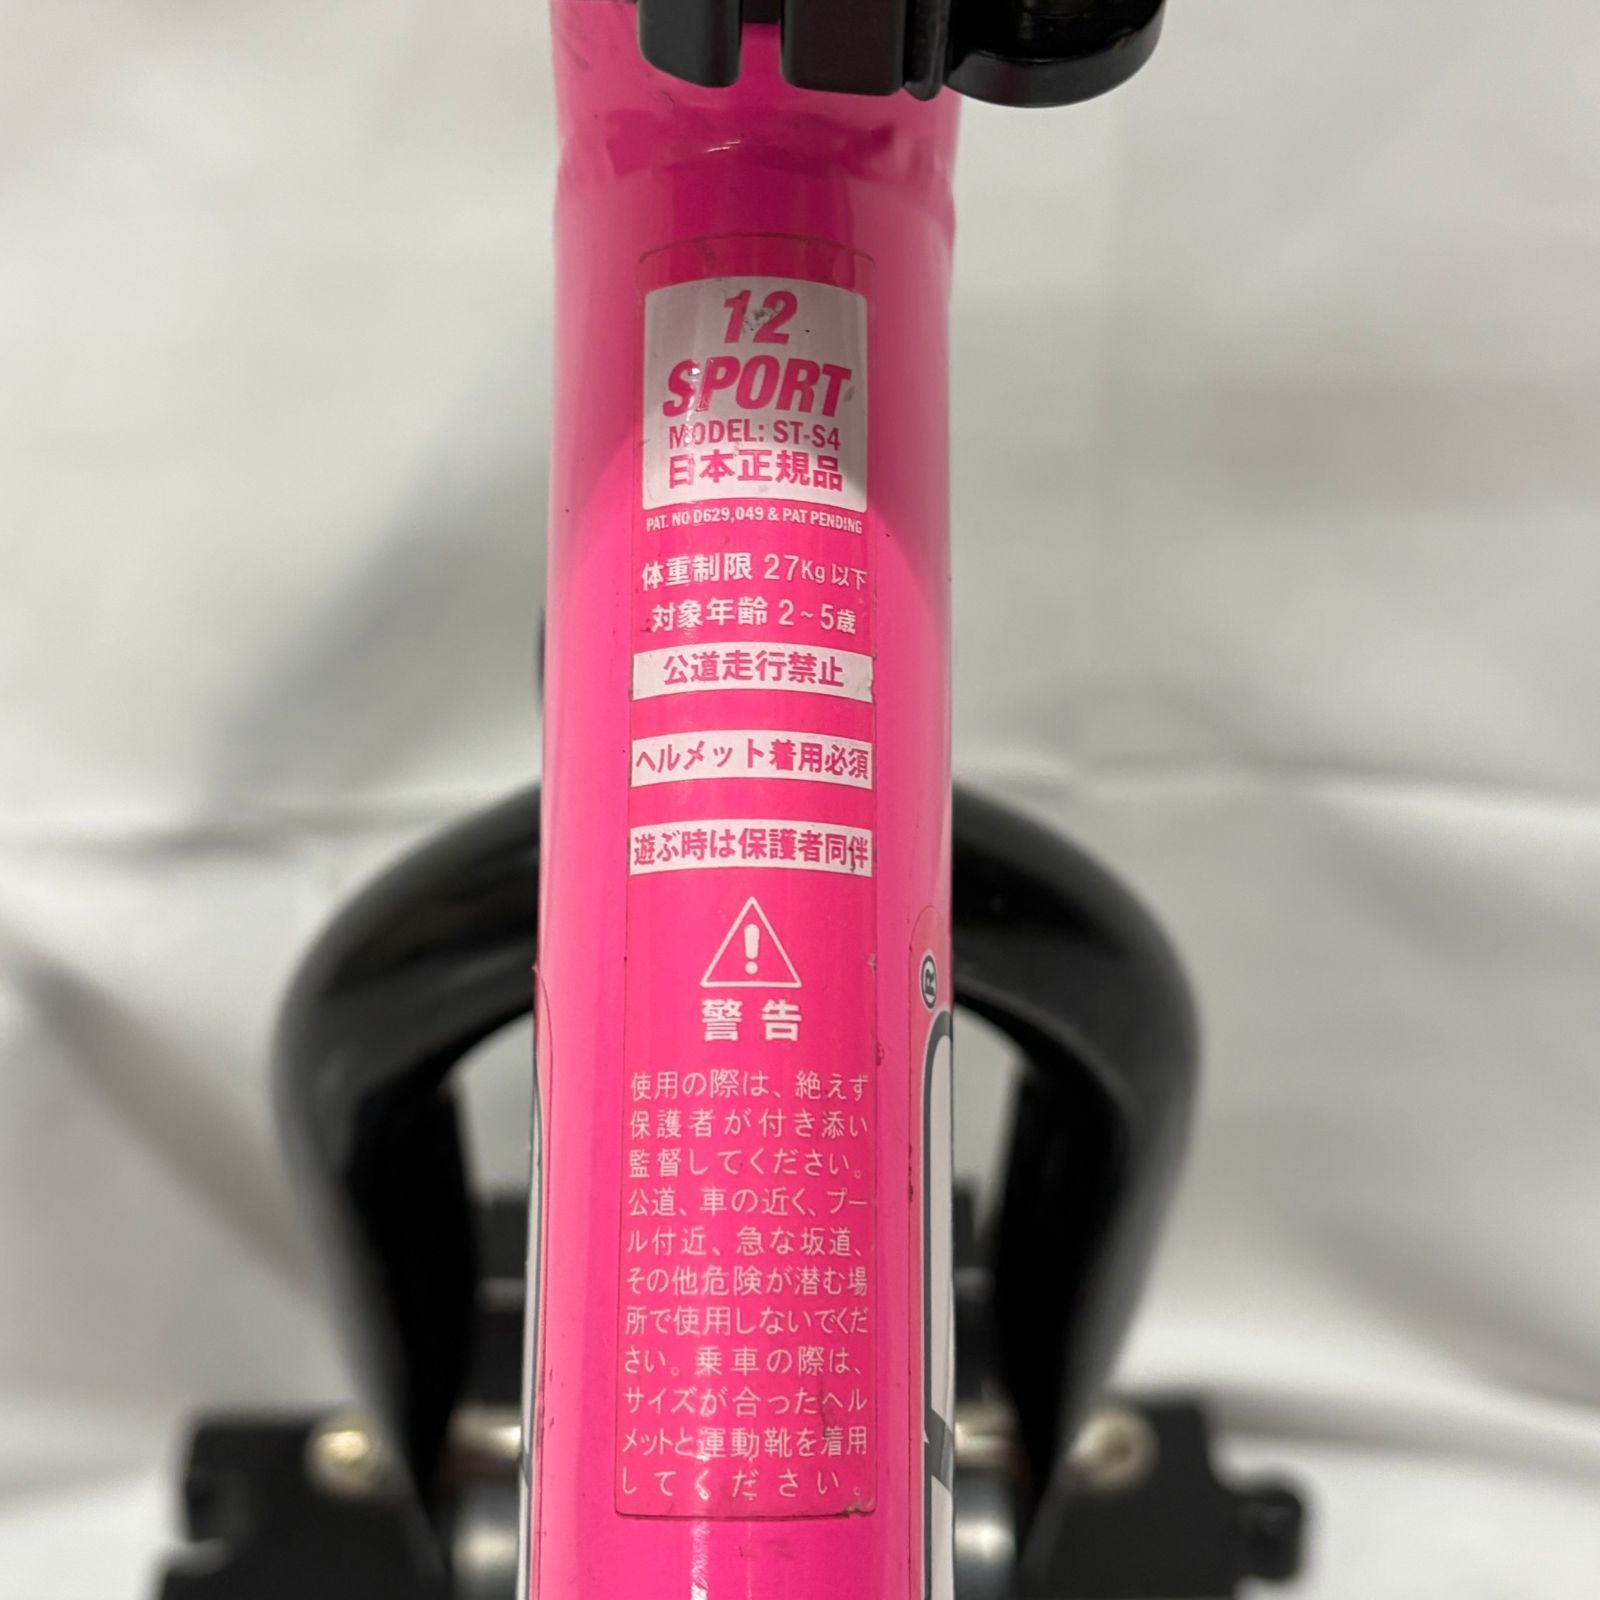 12
SPORT
MODEL: ST-S4
日本正規品
PAT. NO D629,049 & PAT PENDING
体重制限 27Kg 以下
対象年齢 2~5歳
公道走行禁止
ヘルメット着用必須
遊ぶ時は保護者同伴
警告
使用の際は、絶えず
保護者が付き添い
監督してください。
公道、車の近く、プー
ル付近、急な坂道、
その他危険が潜む場
所で使用しないでくだ
さい。乗車の際は、
サイズが合ったヘル
メットと運動靴を着用
してください。
®